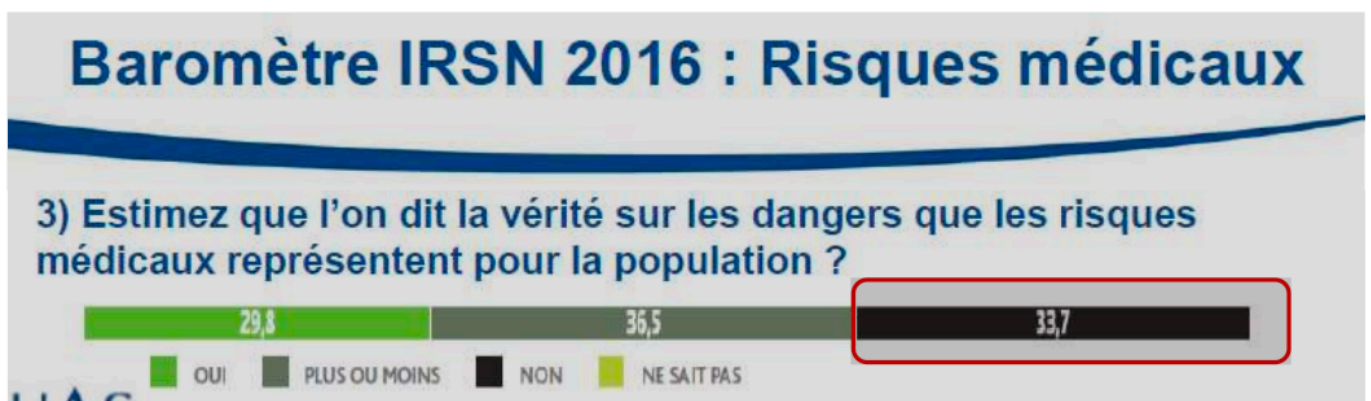 Baromètre IRSN 2016 : Risques médicaux
3) Estimez que l'on dit la vérité sur les dangers que les risques
médicaux représentent pour la population ?
29,8 36,5 33,7
OUI PLUS OU MOINS NON NE SAIT PAS